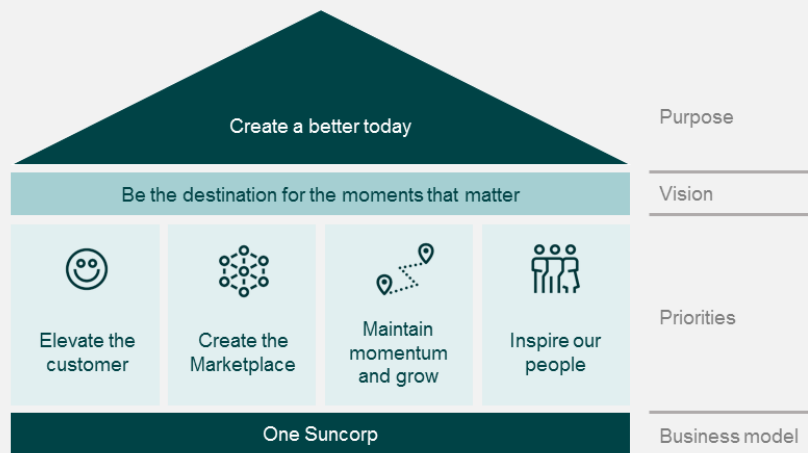 Create a better today
Purpose
Be the destination for the moments that matter
Vision
Elevate the
customer
Create the
Marketplace
Maintain
momentum
and grow
Inspire our
people
Priorities
One Suncorp
Business model